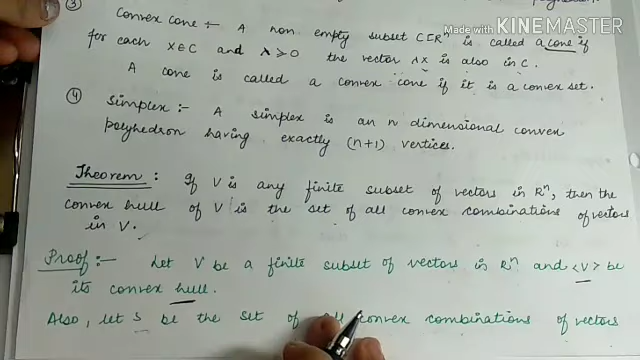 Made with KINEMASTER
③ Convex cone :- A non empty subset C⊆Rⁿ is called a cone if
for each X∈C and λ⩾0 the vector λx is also in C.
A cone is called a convex cone if it is a convex set.
④ Simplex :- A simplex is an n dimensional convex
polyhedron having exactly (n+1) vertices.
Theorem : If V is any finite subset of vectors in Rⁿ, then the
convex hull of V is the set of all convex combinations of vectors
in V.
Proof :- Let V be a finite subset of vectors in Rⁿ and <V> be
its convex hull.
Also, let S be the set of all convex combinations of vectors